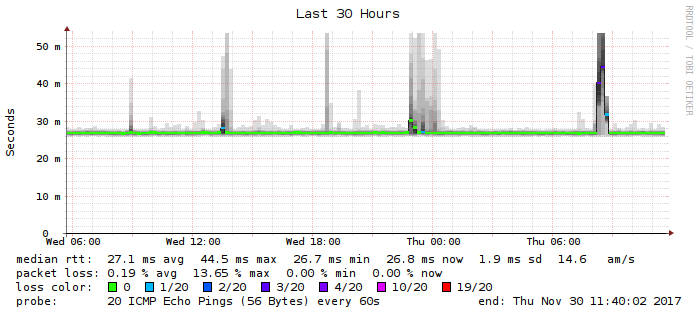 Last 30 Hours
RRDTOOL / TOBI OETIKER
Seconds
50 m
40 m
30 m
20 m
10 m
0
Wed 06:00 Wed 12:00 Wed 18:00 Thu 00:00 Thu 06:00
median rtt: 27.1 ms avg 44.5 ms max 26.7 ms min 26.8 ms now 1.9 ms sd 14.6 am/s
packet loss: 0.19 % avg 13.65 % max 0.00 % min 0.00 % now
loss color: 0 1/20 2/20 3/20 4/20 10/20 19/20
probe: 20 ICMP Echo Pings (56 Bytes) every 60s end: Thu Nov 30 11:40:02 2017